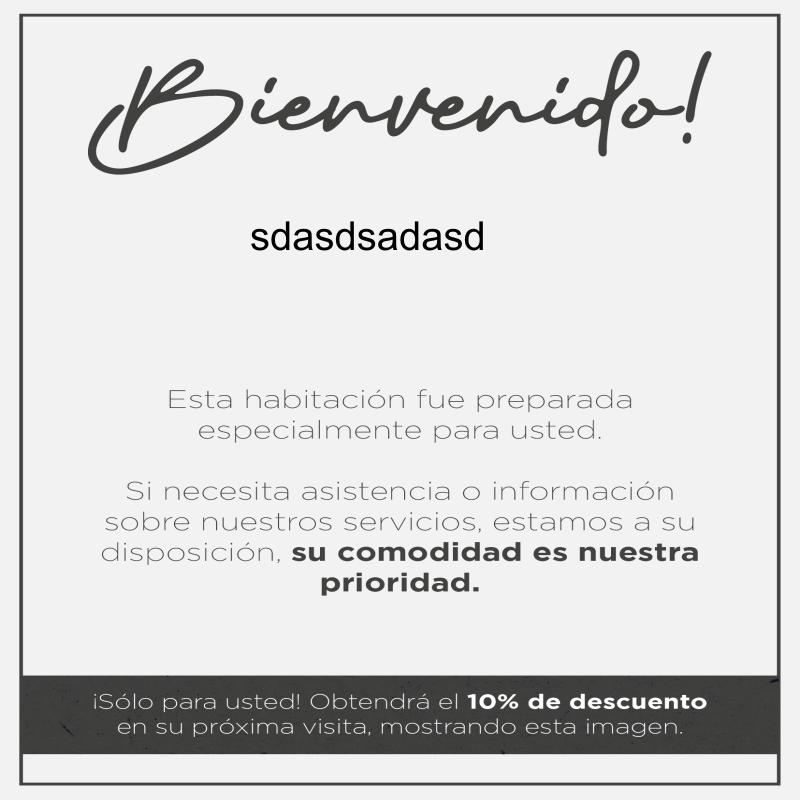 Bienvenido!
sdasdsadasd
Esta habitación fue preparada
especialmente para usted.
Si necesita asistencia o información
sobre nuestros servicios, estamos a su
disposición, su comodidad es nuestra
prioridad.
¡Sólo para usted! Obtendrá el 10% de descuento
en su próxima visita, mostrando esta imagen.